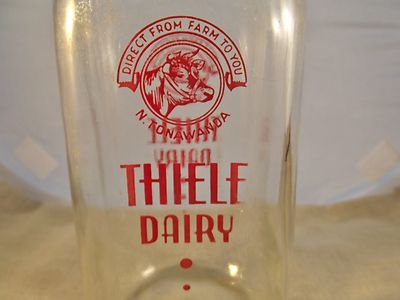 DIRECT FROM FARM TO YOU
N. TONAWANDA
THIELE
DAIRY